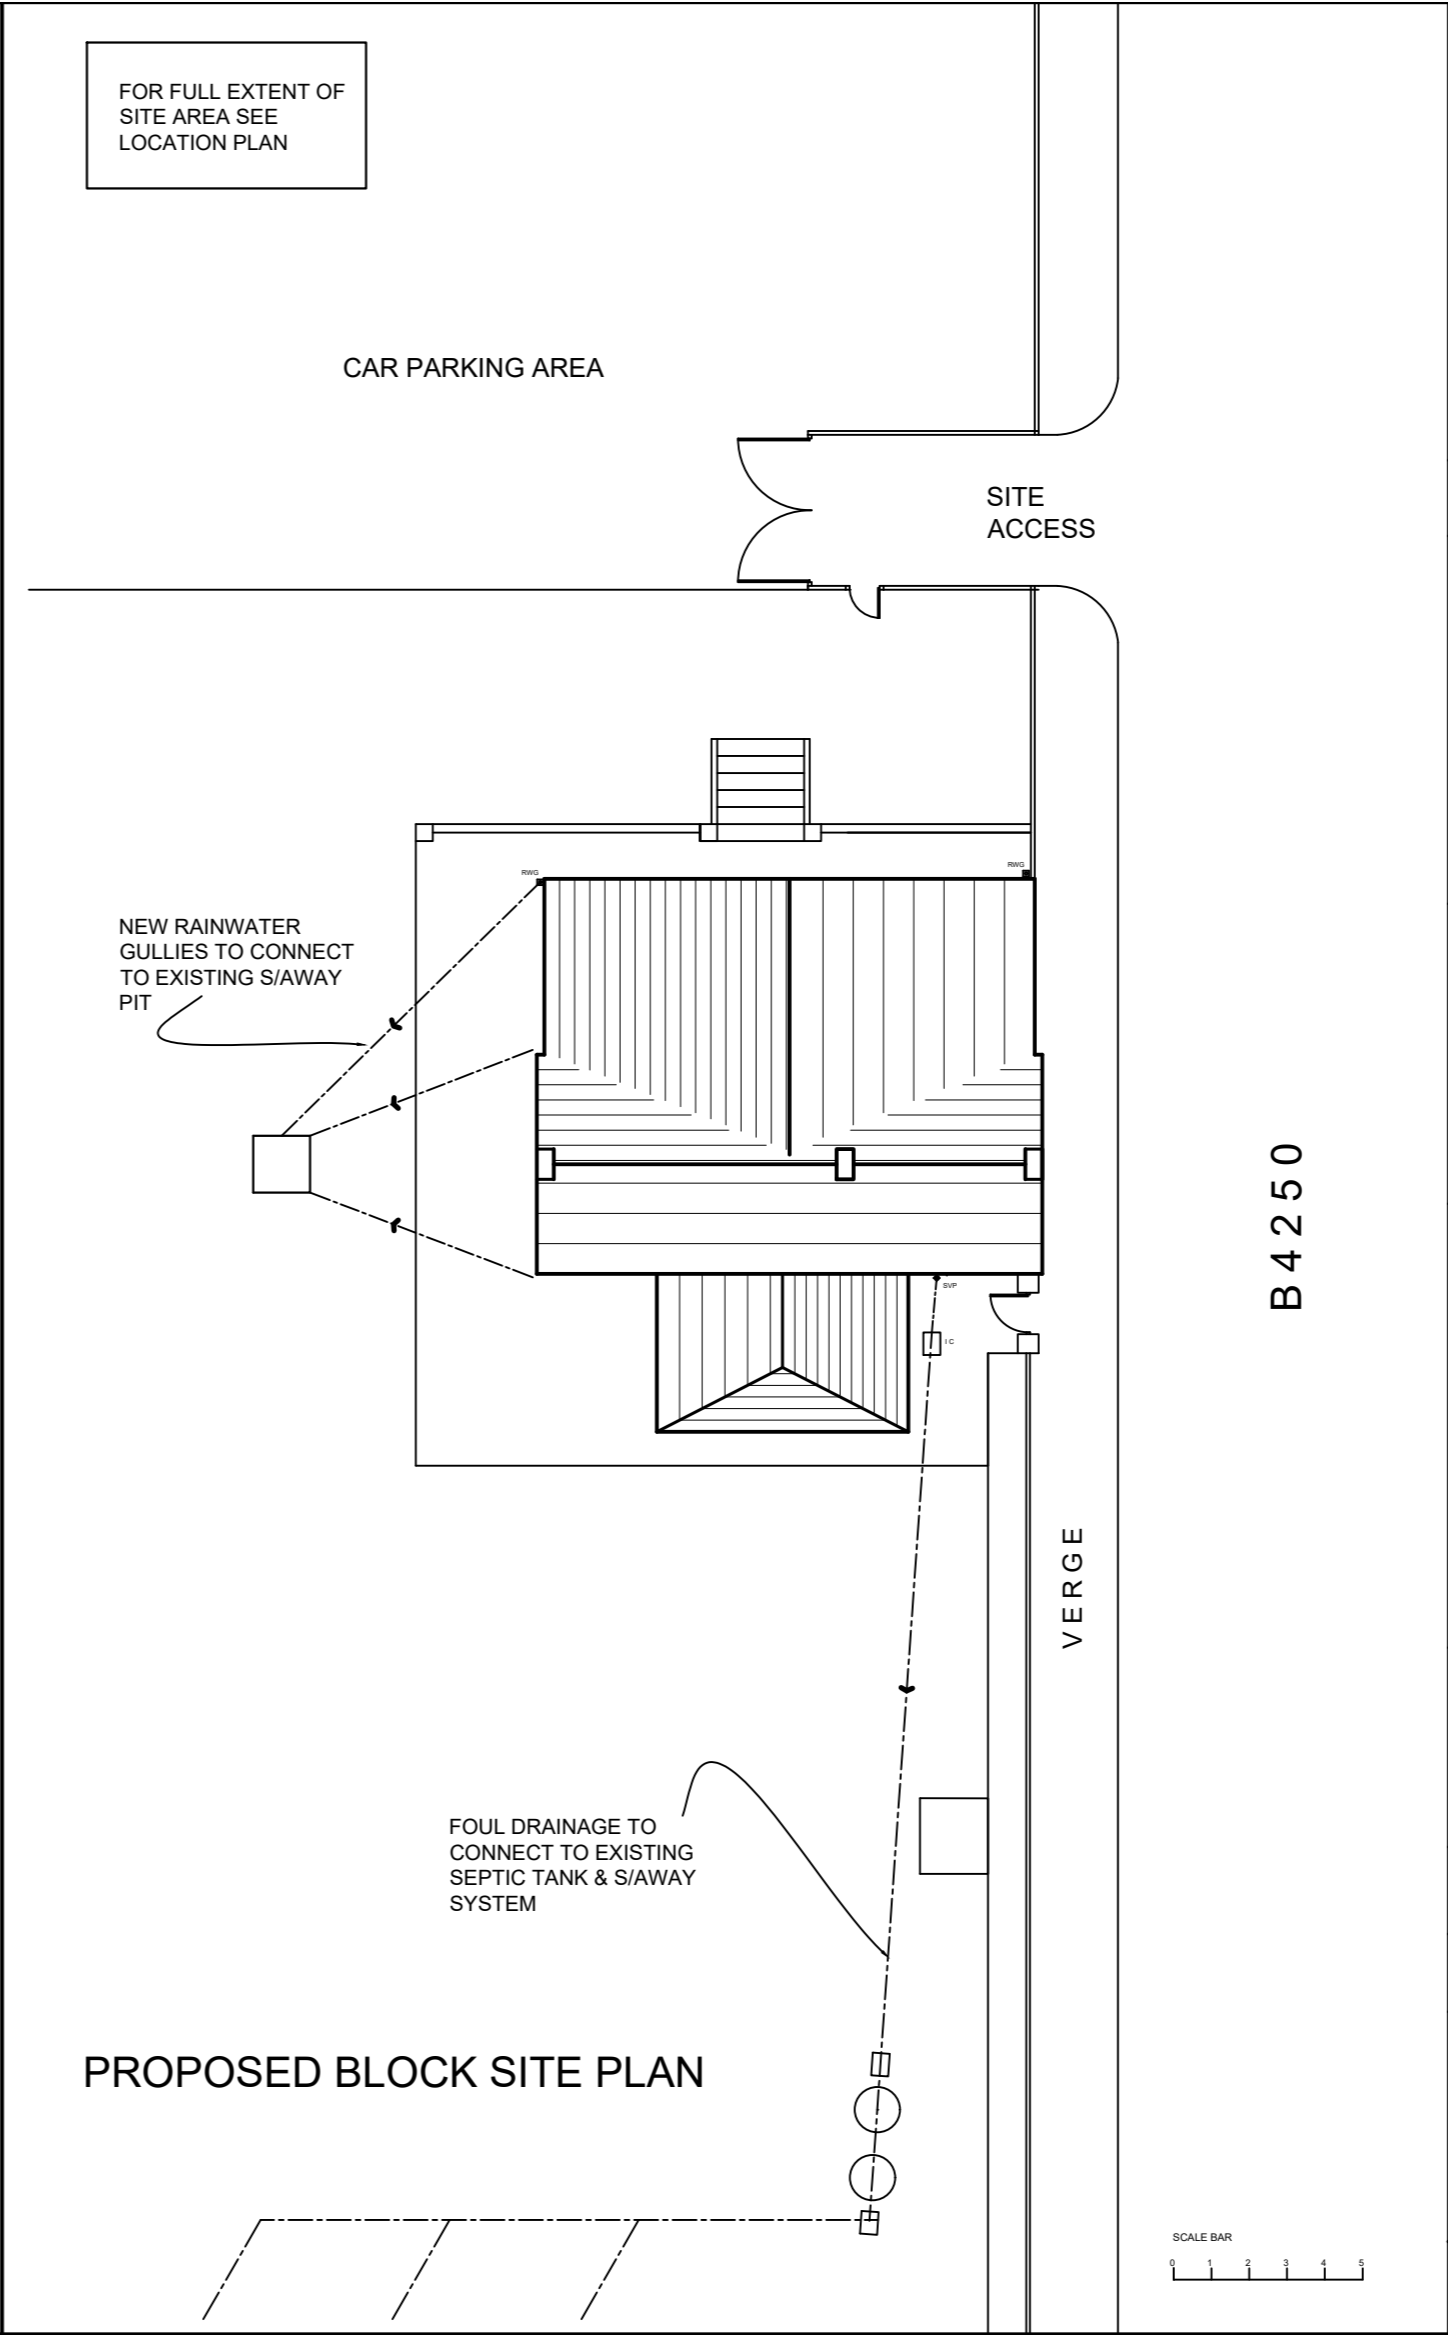 FOR FULL EXTENT OF
SITE AREA SEE
LOCATION PLAN
CAR PARKING AREA
SITE
ACCESS
RWG
RWG
NEW RAINWATER
GULLIES TO CONNECT
TO EXISTING S/AWAY
PIT
B4250
SVP
I C
VERGE
FOUL DRAINAGE TO
CONNECT TO EXISTING
SEPTIC TANK & S/AWAY
SYSTEM
PROPOSED BLOCK SITE PLAN
SCALE BAR
0 1 2 3 4 5